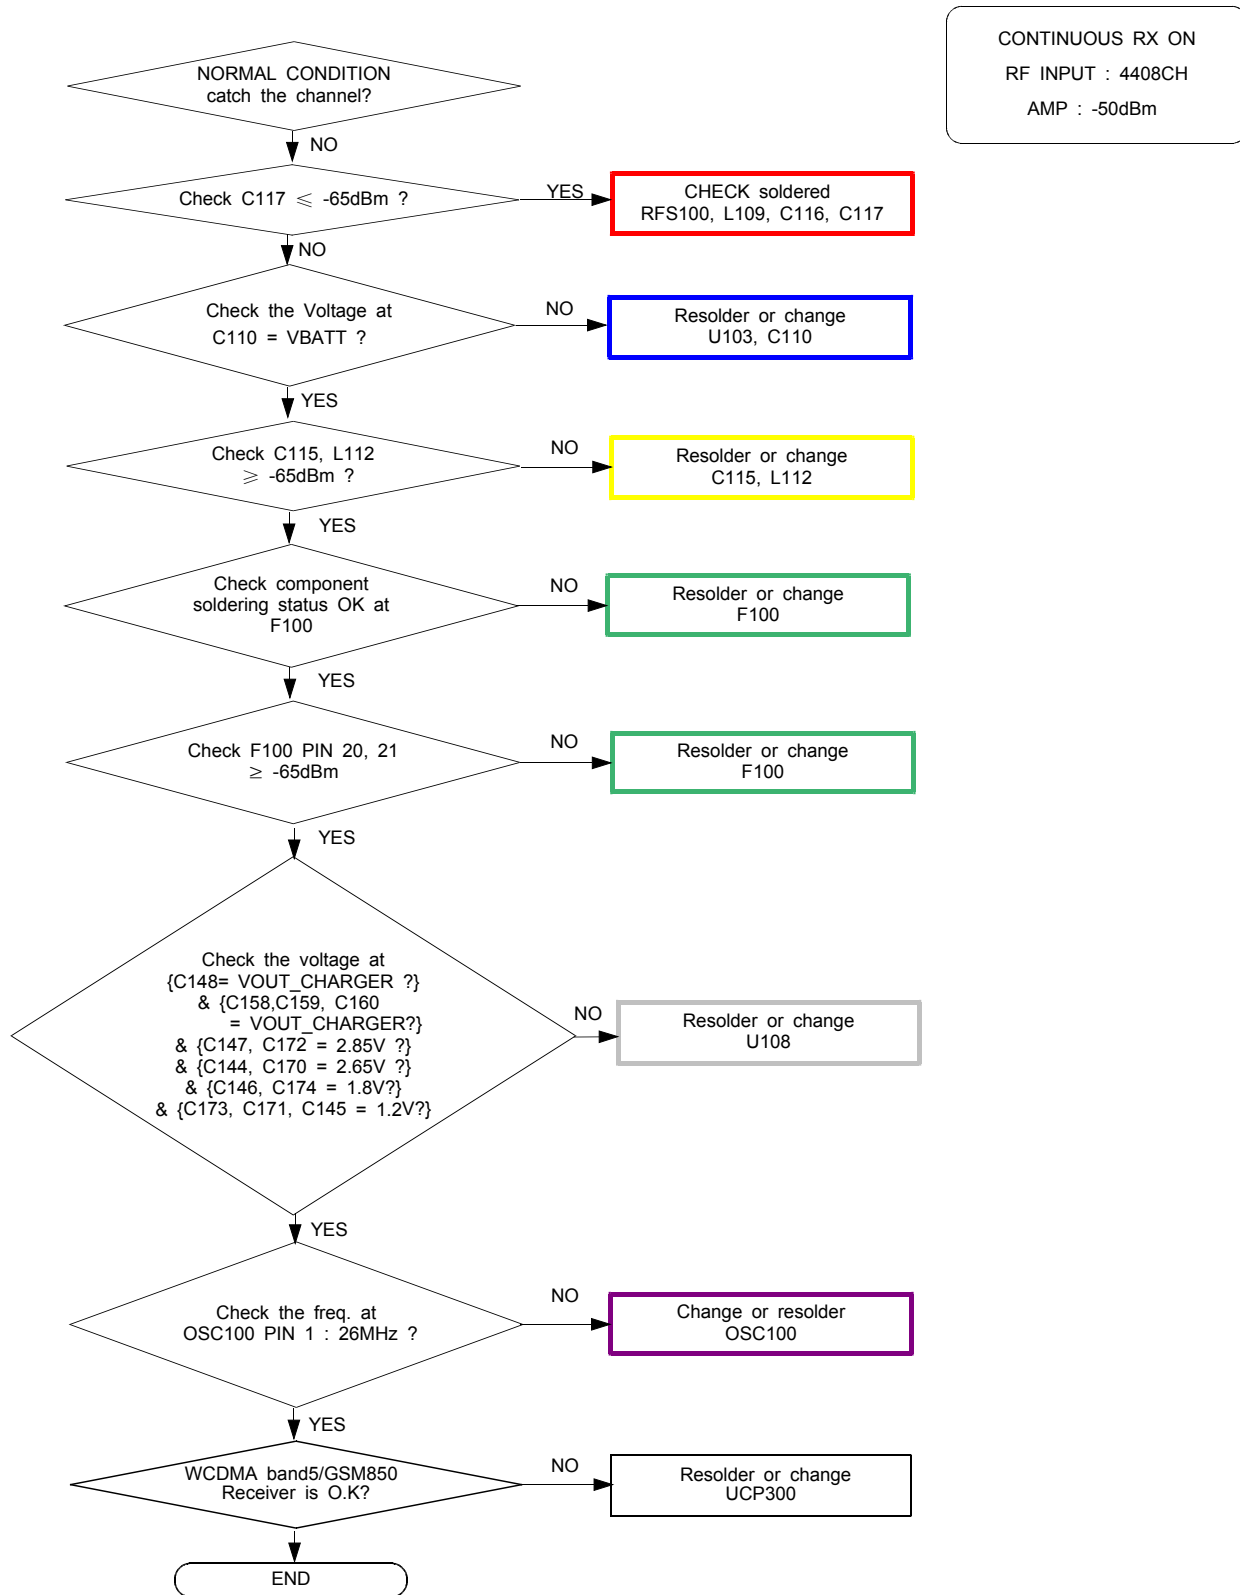 CONTINUOUS RX ON
RF INPUT : 4408CH
AMP : -50dBm
NORMAL CONDITION
catch the channel?
NO
Check C117 ≤ -65dBm ?
YES
CHECK soldered
RFS100, L109, C116, C117
NO
Check the Voltage at
C110 = VBATT ?
NO
Resolder or change
U103, C110
YES
Check C115, L112
≥ -65dBm ?
NO
Resolder or change
C115, L112
YES
Check component
soldering status OK at
F100
NO
Resolder or change
F100
YES
Check F100 PIN 20, 21
≥ -65dBm
NO
Resolder or change
F100
YES
Check the voltage at
{C148= VOUT_CHARGER ?}
& {C158,C159, C160
= VOUT_CHARGER?}
& {C147, C172 = 2.85V ?}
& {C144, C170 = 2.65V ?}
& {C146, C174 = 1.8V?}
& {C173, C171, C145 = 1.2V?}
NO
Resolder or change
U108
YES
Check the freq. at
OSC100 PIN 1 : 26MHz ?
NO
Change or resolder
OSC100
YES
WCDMA band5/GSM850
Receiver is O.K?
NO
Resolder or change
UCP300
END